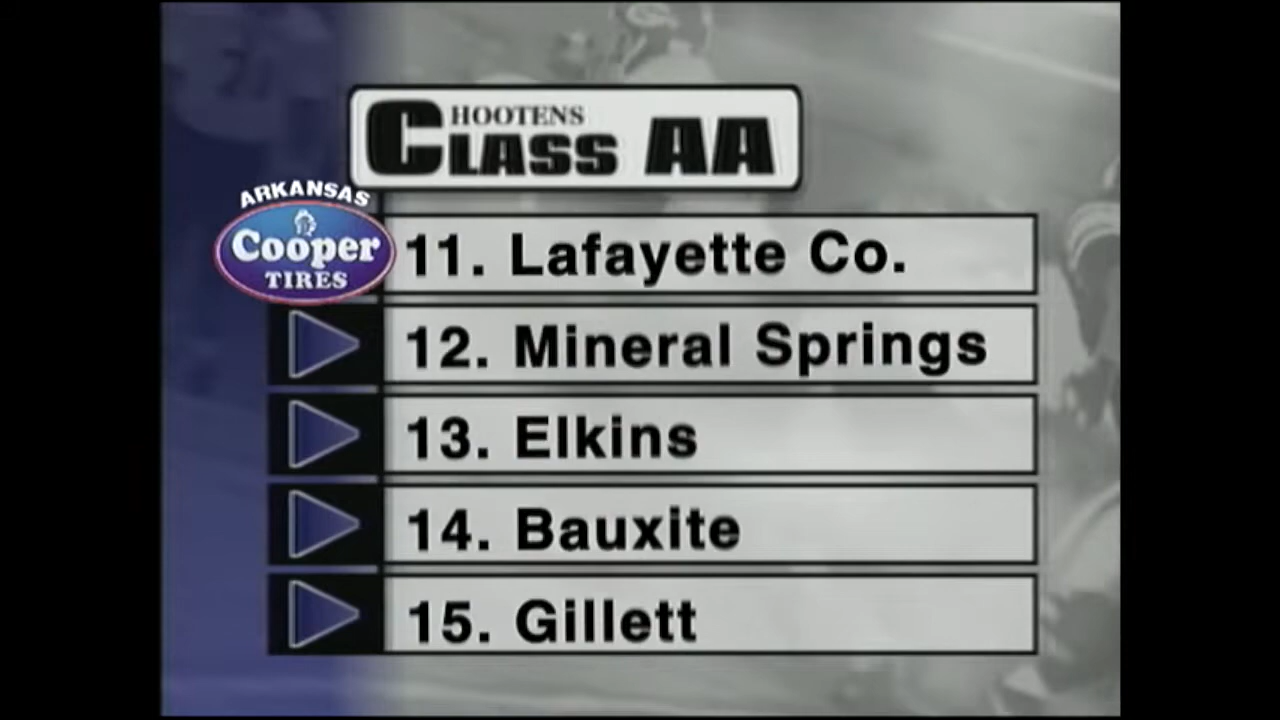 HOOTENS
CLASS AA
ARKANSAS
Cooper
TIRES
11. Lafayette Co.
12. Mineral Springs
13. Elkins
14. Bauxite
15. Gillett